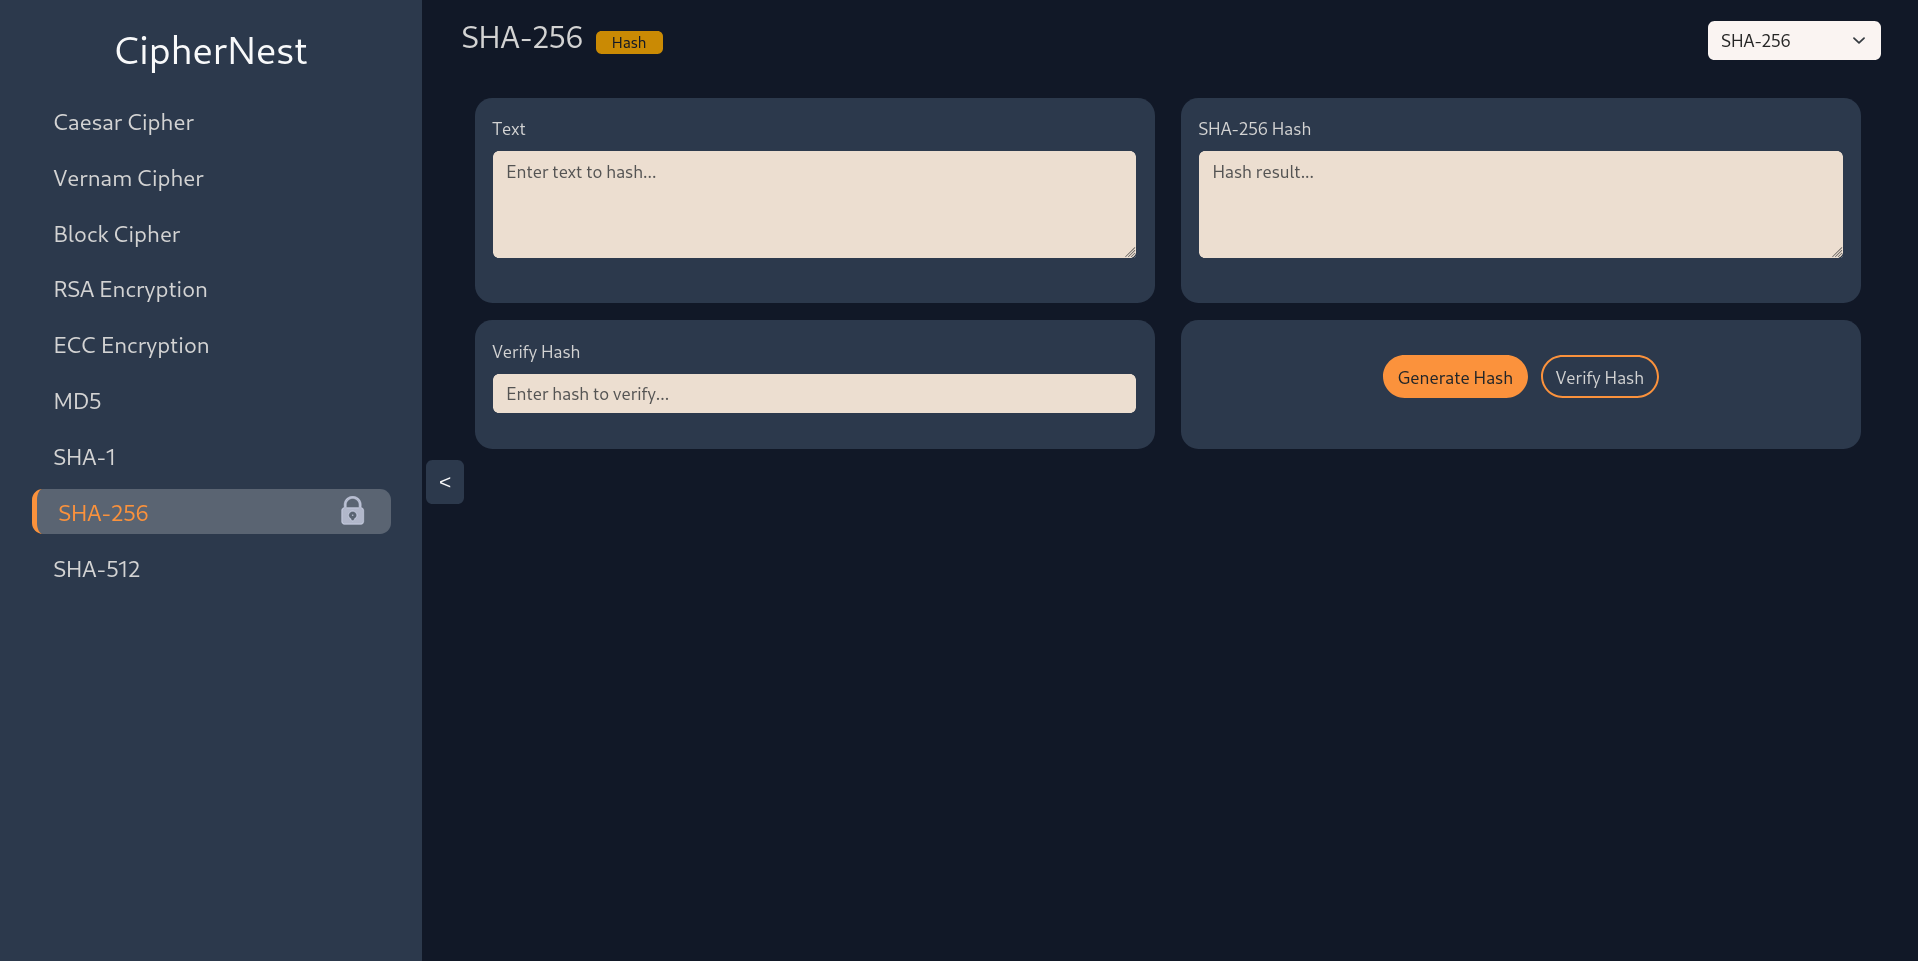 CipherNest
Caesar Cipher
Vernam Cipher
Block Cipher
RSA Encryption
ECC Encryption
MD5
SHA-1
SHA-256
SHA-512
SHA-256 Hash
SHA-256
Text
Enter text to hash...
SHA-256 Hash
Hash result...
Verify Hash
Enter hash to verify...
Generate Hash
Verify Hash
<